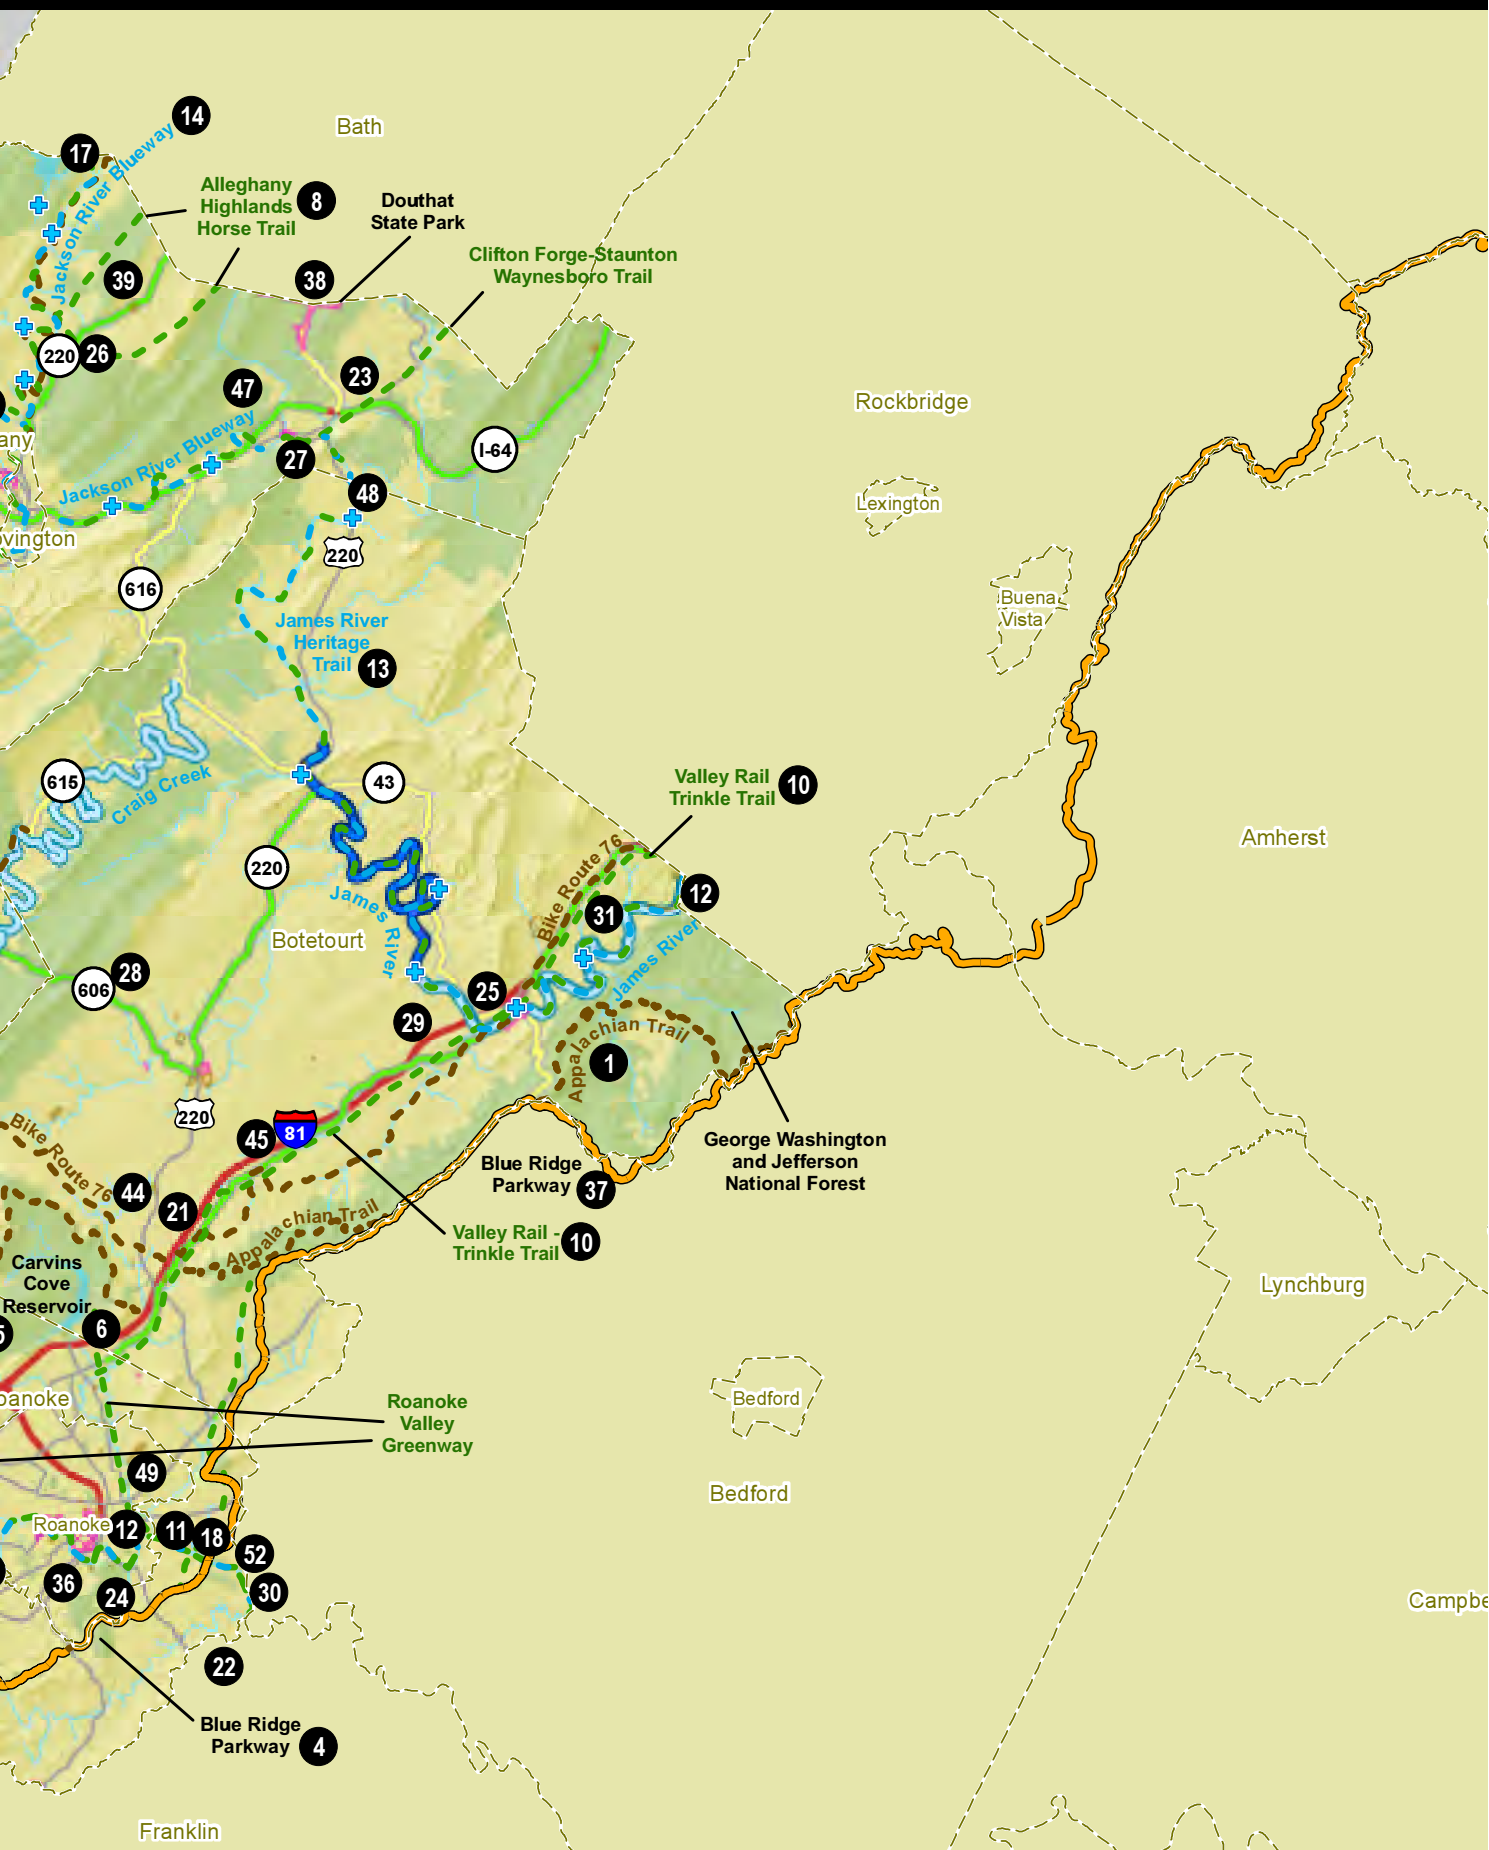 14
Bath
17
Jackson River Blueway
Alleghany
Highlands
Horse Trail
8
Douthat
State Park
Clifton Forge-Staunton
Waynesboro Trail
39
38
220
26
23
47
Rockbridge
any
Jackson River Blueway
I-64
27
48
Lexington
ovington
220
616
Buena
Vista
James River
Heritage
Trail
13
615
Craig Creek
43
Valley Rail
Trinkle Trail
10
Amherst
220
Bike Route 76
12
James River
31
Botetourt
James River
606
28
25
29
Appalachian Trail
1
220
45
81
George Washington
and Jefferson
National Forest
Bike Route 76
Blue Ridge
Parkway
37
44
21
Appalachian Trail
Valley Rail -
Trinkle Trail
10
Carvins
Cove
Reservoir
Lynchburg
5
6
oanoke
Roanoke
Valley
Greenway
Bedford
49
Bedford
Roanoke
12
11
18
52
36
24
30
Campbe
22
Blue Ridge
Parkway
4
Franklin